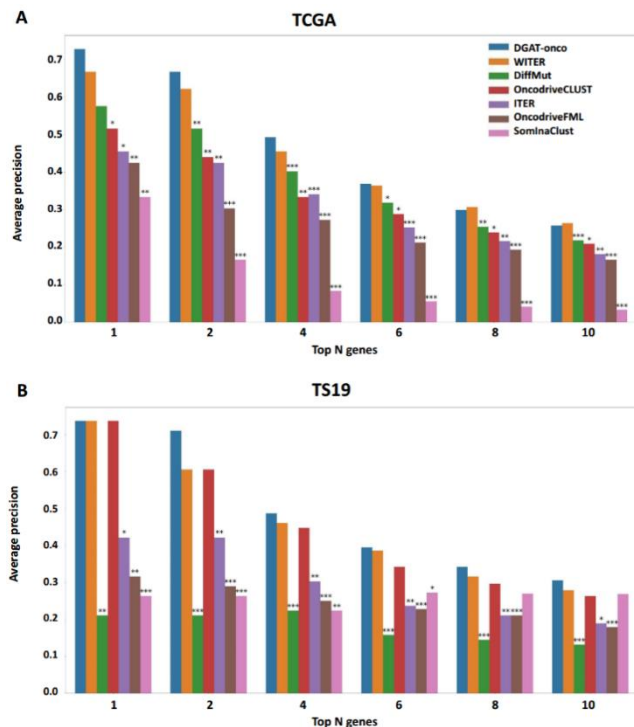 A
TCGA
DGAT-onco
WITER
DiffMut
OncodriveCLUST
ITER
OncodriveFML
SomInaClust
Average precision
0.7
0.6
0.5
0.4
0.3
0.2
0.1
0.0
* * ** **
** ** ** *** ***
*** ** *** *** ***
* * *** *** ***
** * ** *** ***
*** * ** *** ***
1 2 4 6 8 10
Top N genes
B
TS19
Average precision
0.7
0.6
0.5
0.4
0.3
0.2
0.1
0.0
** * ** ***
*** ** *** ***
*** ** *** **
*** ** *** *
*** ** ***
*** * ***
1 2 4 6 8 10
Top N genes